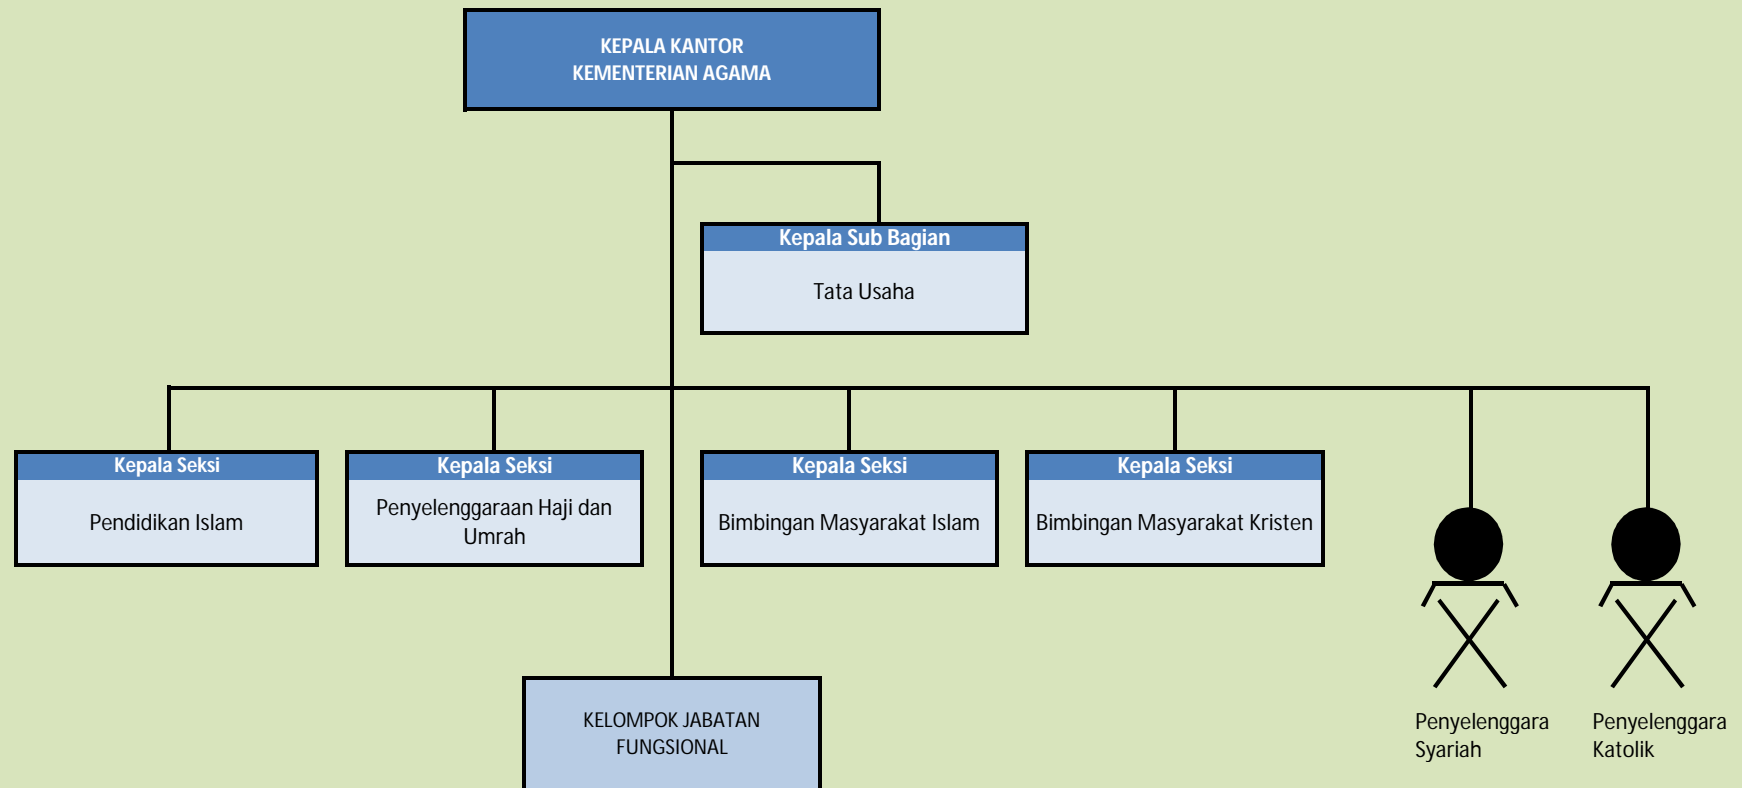 KEPALA KANTOR
KEMENTERIAN AGAMA
Kepala Sub Bagian
Tata Usaha
Kepala Seksi
Pendidikan Islam
Kepala Seksi
Penyelenggaraan Haji dan
Umrah
Kepala Seksi
Bimbingan Masyarakat Islam
Kepala Seksi
Bimbingan Masyarakat Kristen
Penyelenggara
Syariah
Penyelenggara
Katolik
KELOMPOK JABATAN
FUNGSIONAL